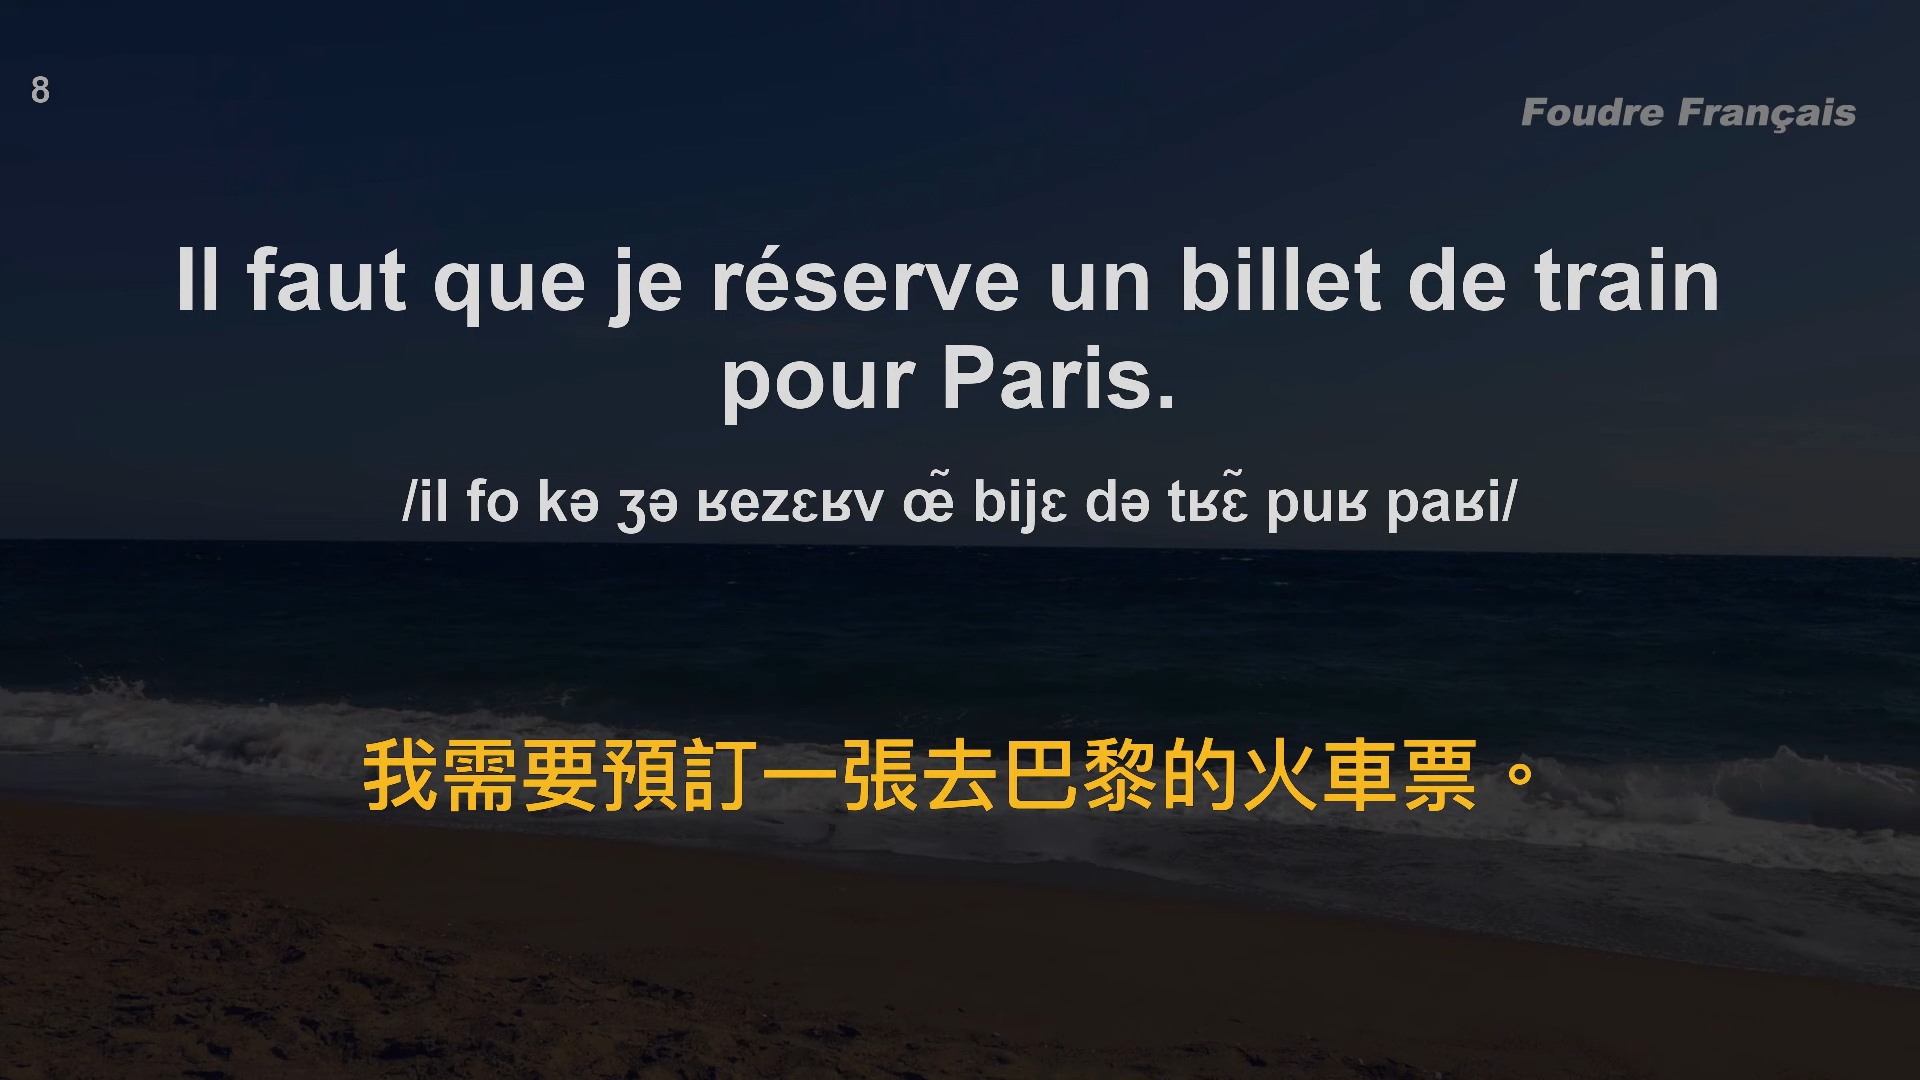 8
Foudre Français
Il faut que je réserve un billet de train
pour Paris.
/il fo kə ʒə ʁezɛʁv œ̃ bijɛ də tʁɛ̃ puʁ paʁi/
我需要預訂一張去巴黎的火車票。